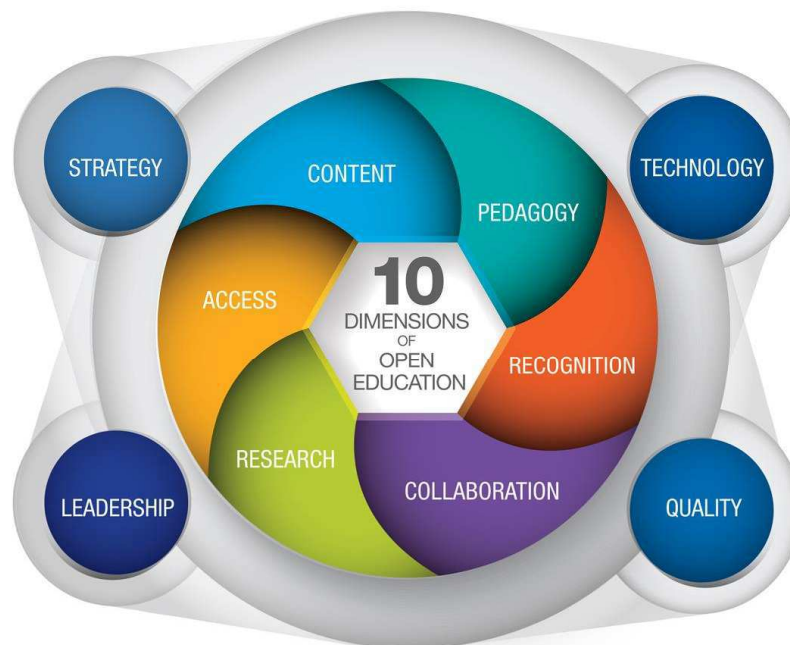 STRATEGY
TECHNOLOGY
CONTENT
PEDAGOGY
ACCESS
10
DIMENSIONS
OF
OPEN
EDUCATION
RECOGNITION
RESEARCH
COLLABORATION
LEADERSHIP
QUALITY